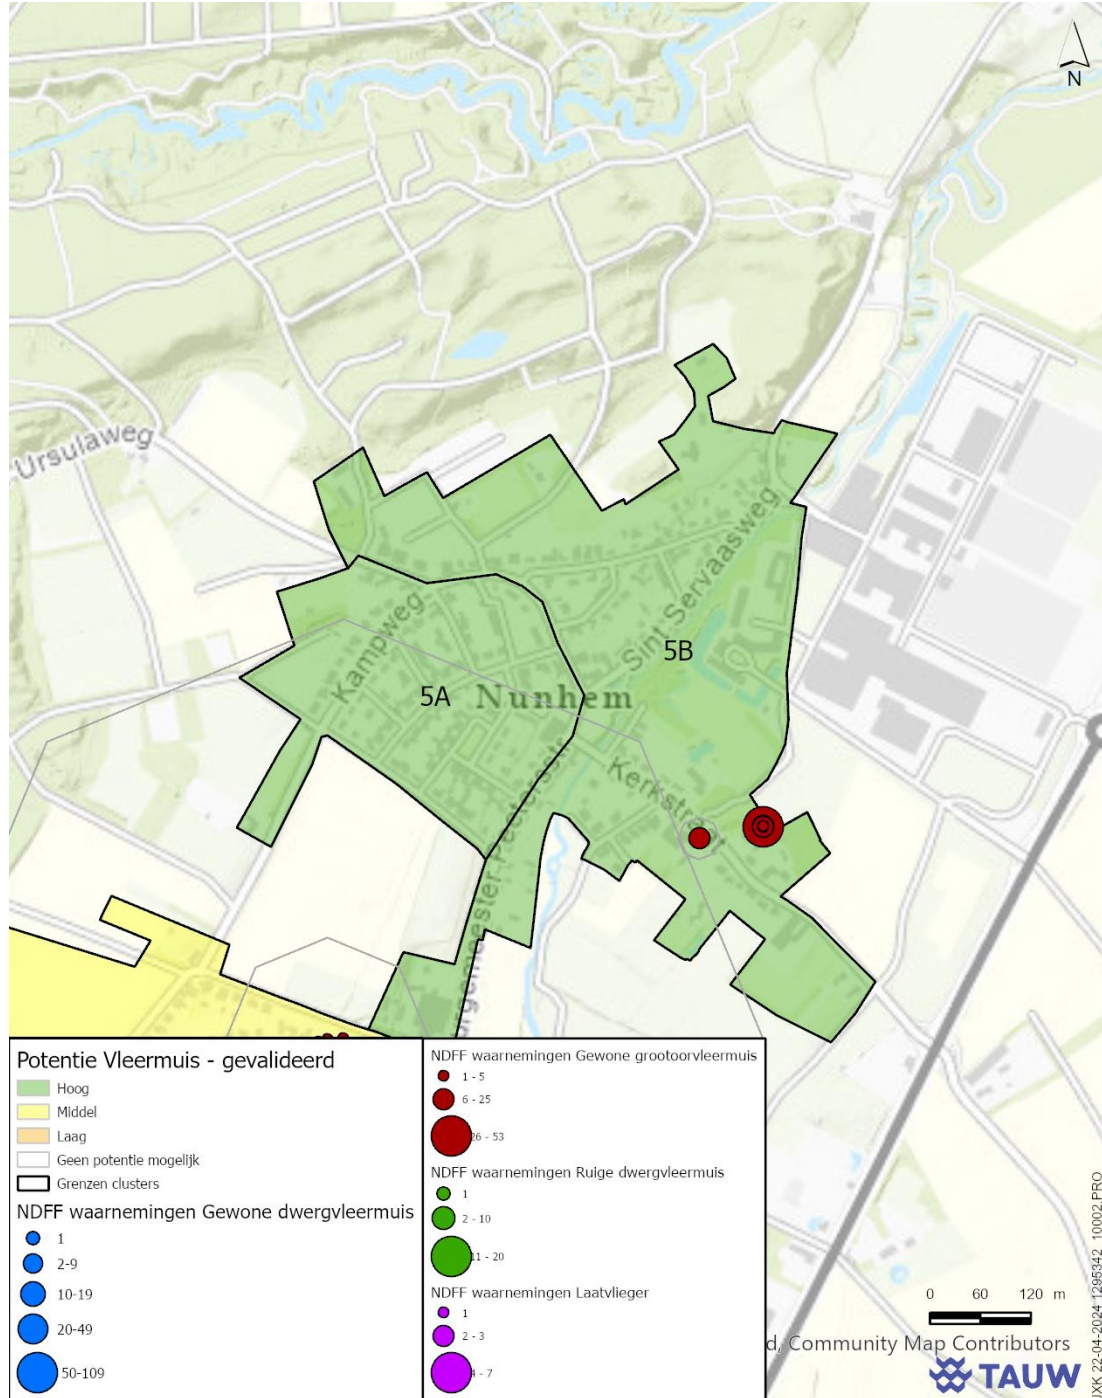 N
Ursulaweg
Sint Servaasweg
5B
Kampweg
5A
Nunhem
Kerkstraat
Potentie Vleermuis - gevalideerd
Hoog
Middel
Laag
Geen potentie mogelijk
Grenzen clusters
NDFF waarnemingen Gewone dwergvleermuis
1
2-9
10-19
20-49
50-109
NDFF waarnemingen Gewone grootoorvleermuis
1 - 5
6 - 25
26 - 53
NDFF waarnemingen Ruige dwergvleermuis
1
2 - 10
11 - 20
NDFF waarnemingen Laatvlieger
1
2 - 3
4 - 7
0 60 120 m
d, Community Map Contributors
TAUW
IXK 22-04-2024 1295342_10002.PRO